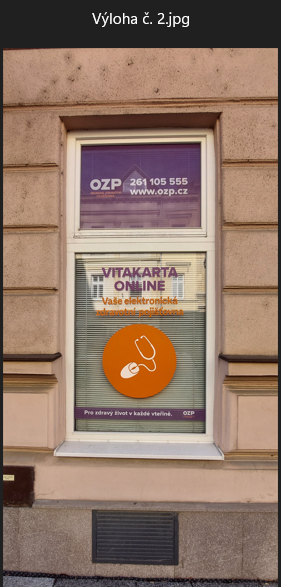 Výloha č. 2.jpg
OZP 261 105 555
www.ozp.cz
VITAKARTA
ONLINE
Vaše elektronická
zdravotní
Pro zdravý život v každé vteřině. OZP